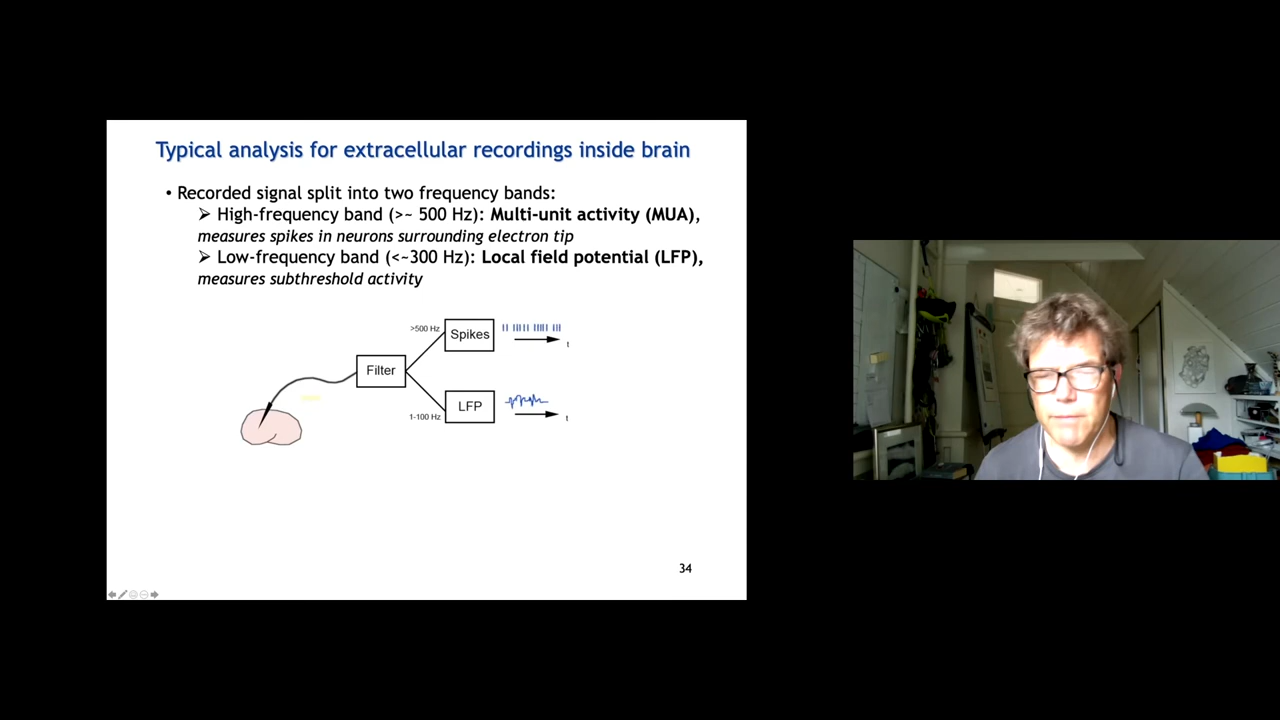 Typical analysis for extracellular recordings inside brain
• Recorded signal split into two frequency bands:
➢ High-frequency band (>~ 500 Hz): Multi-unit activity (MUA),
measures spikes in neurons surrounding electron tip
➢ Low-frequency band (<~300 Hz): Local field potential (LFP),
measures subthreshold activity
>500 Hz
Spikes
t
Filter
LFP
1-100 Hz
t
34